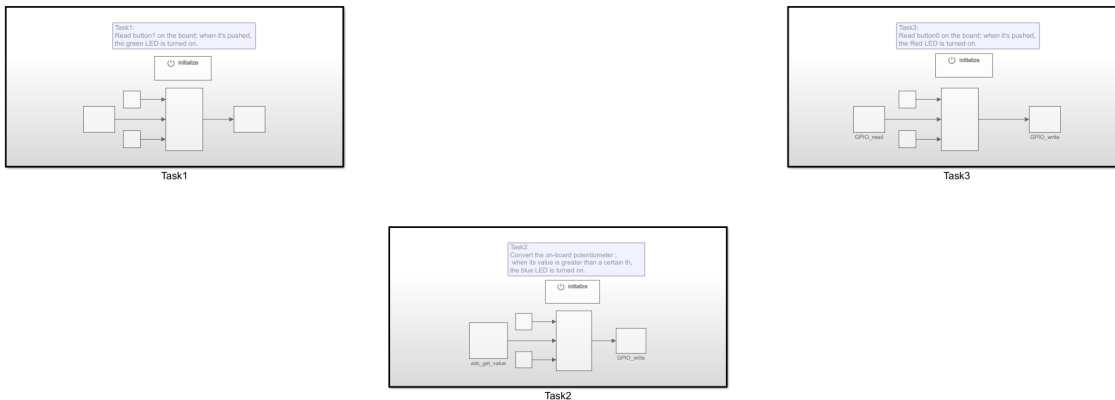 Task1:
Read button1 on the board; when it's pushed,
the green LED is turned on.
Initialize
Task1
Task3:
Read button0 on the board; when it's pushed,
the Red LED is turned on.
Initialize
GPIO_read
GPIO_write
Task3
Task2:
Convert the on-board potentiometer ;
when its value is greater than a certain th,
the blue LED is turned on.
Initialize
adc_get_value
GPIO_write
Task2